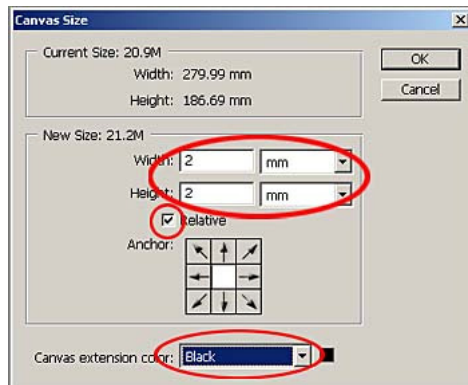 Canvas Size
Current Size: 20.9M
OK
Width: 279.99 mm
Cancel
Height: 186.69 mm
New Size: 21.2M
Width: 2 mm
Height: 2 mm
Relative
Anchor:
Canvas extension color: Black